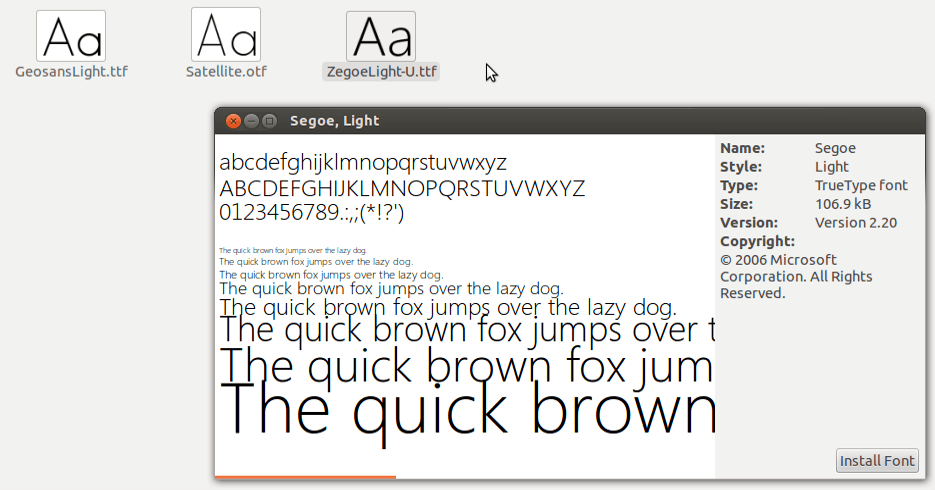 Aa
Aa
Aa
GeosansLight.ttf
Satellite.otf
ZegoeLight-U.ttf
Segoe, Light
abcdefghijklmnopqrstuvwxyz
ABCDEFGHIJKLMNOPQRSTUVWXYZ
0123456789.:,;(*!?')
The quick brown fox jumps over the lazy dog.
The quick brown fox jumps over the lazy dog.
The quick brown fox jumps over the lazy dog.
The quick brown fox jumps over the lazy dog.
The quick brown fox jumps over the lazy dog.
The quick brown fox jumps over t
The quick brown fox jum
The quick brown
Name: Segoe
Style: Light
Type: TrueType font
Size: 106.9 kB
Version: Version 2.20
Copyright:
© 2006 Microsoft
Corporation. All Rights
Reserved.
Install Font